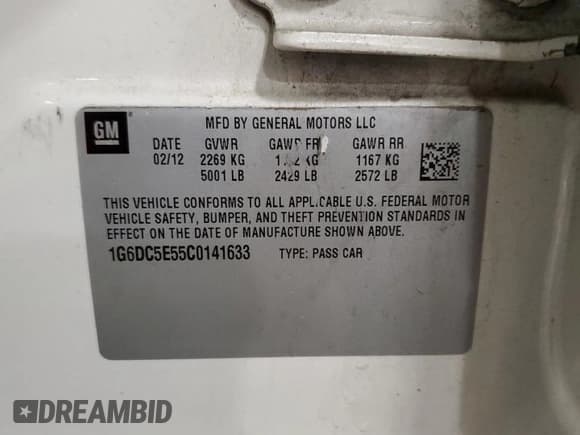 GM
MFD BY GENERAL MOTORS LLC
DATE GVWR GAWR FR GAWR RR
02/12 2269 KG KG 1167 KG
5001 LB 2429 LB 2572 LB
THIS VEHICLE CONFORMS TO ALL APPLICABLE U.S. FEDERAL MOTOR
VEHICLE SAFETY, BUMPER, AND THEFT PREVENTION STANDARDS IN
EFFECT ON THE DATE OF MANUFACTURE SHOWN ABOVE.
1G6DC5E55C0141633 TYPE: PASS CAR
DREAMBID